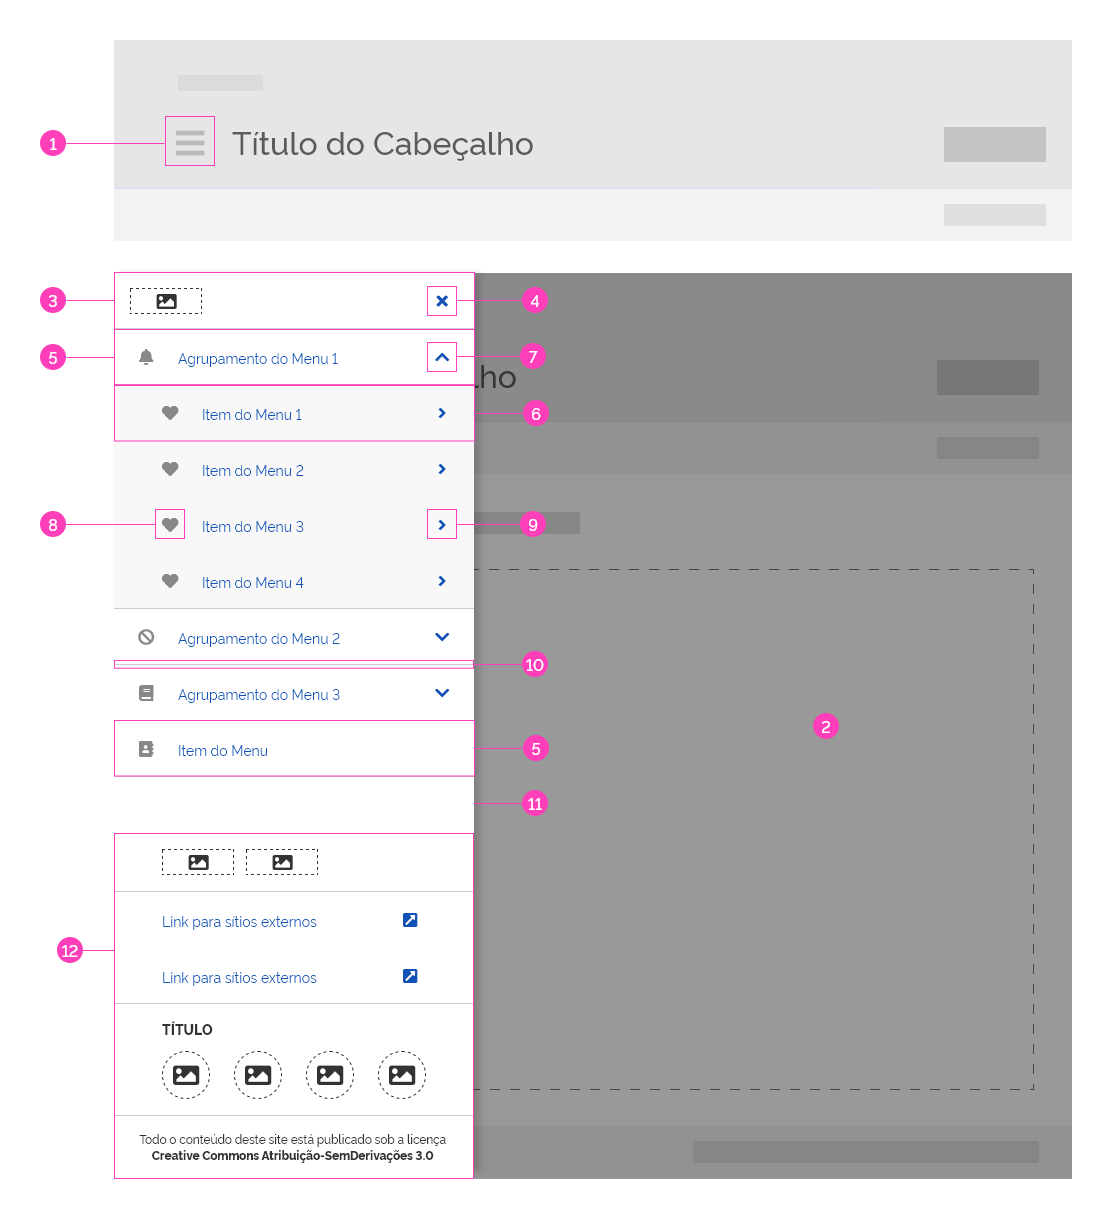 1
Título do Cabeçalho
3
4
5
Agrupamento do Menu 1
7
lho
Item do Menu 1
6
Item do Menu 2
8
Item do Menu 3
9
Item do Menu 4
Agrupamento do Menu 2
10
Agrupamento do Menu 3
2
Item do Menu
5
11
Link para sítios externos
12
Link para sítios externos
TÍTULO
Todo o conteúdo deste site está publicado sob a licença
Creative Commons Atribuição-SemDerivações 3.0